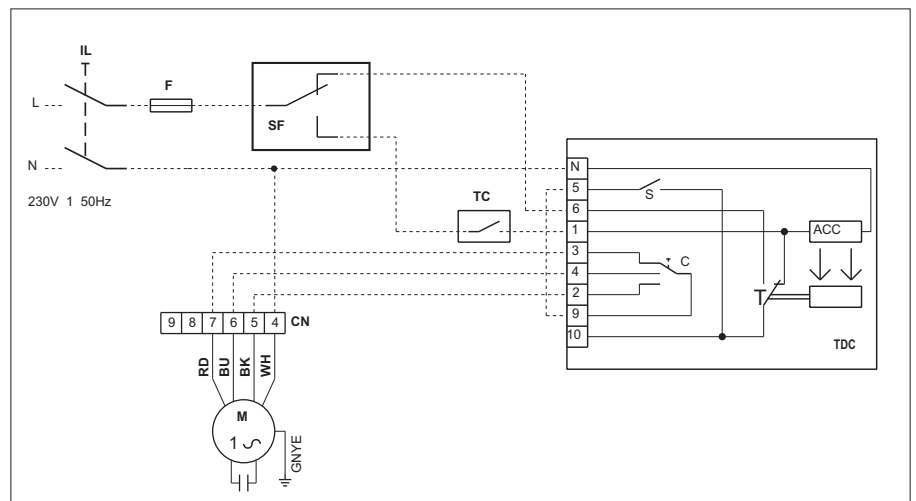 IL
F
L
SF
N
230V 1 50Hz
TC
N
5
6
1
3
4
2
9
10
S
C
ACC
T
TDC
9 8 7 6 5 4 CN
RD BU BK WH
M
1
GNYE